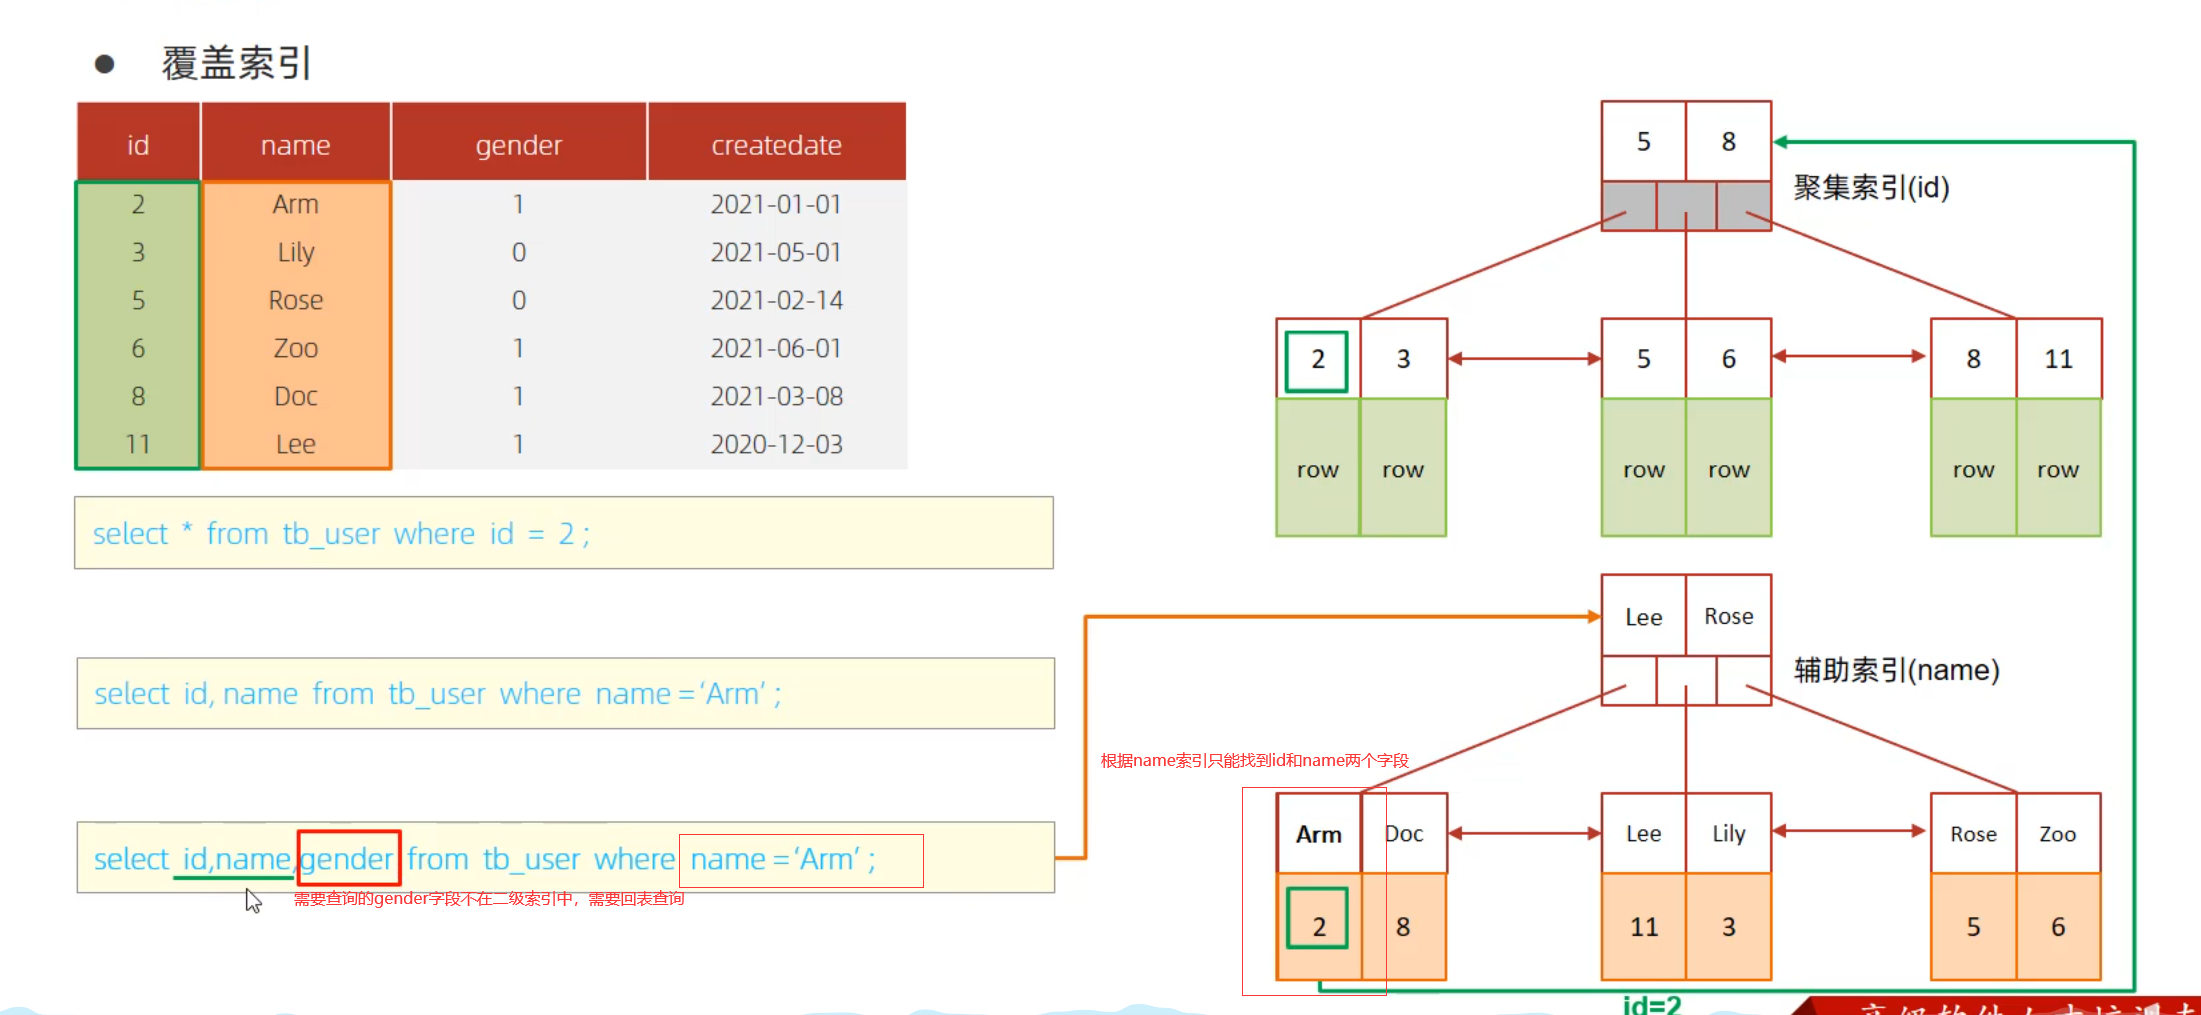 ● 覆盖索引
id name gender createdate
2 Arm 1 2021-01-01
3 Lily 0 2021-05-01
5 Rose 0 2021-02-14
6 Zoo 1 2021-06-01
8 Doc 1 2021-03-08
11 Lee 1 2020-12-03
select * from tb_user where id = 2 ;
select id, name from tb_user where name = ‘Arm’ ;
select id,name,gender from tb_user where name = ‘Arm’ ;
需要查询的gender字段不在二级索引中，需要回表查询
5 8
聚集索引(id)
2 3 5 6 8 11
row row row row row row
Lee Rose
辅助索引(name)
根据name索引只能找到id和name两个字段
Arm Doc Lee Lily Rose Zoo
2 8 11 3 5 6
id=2